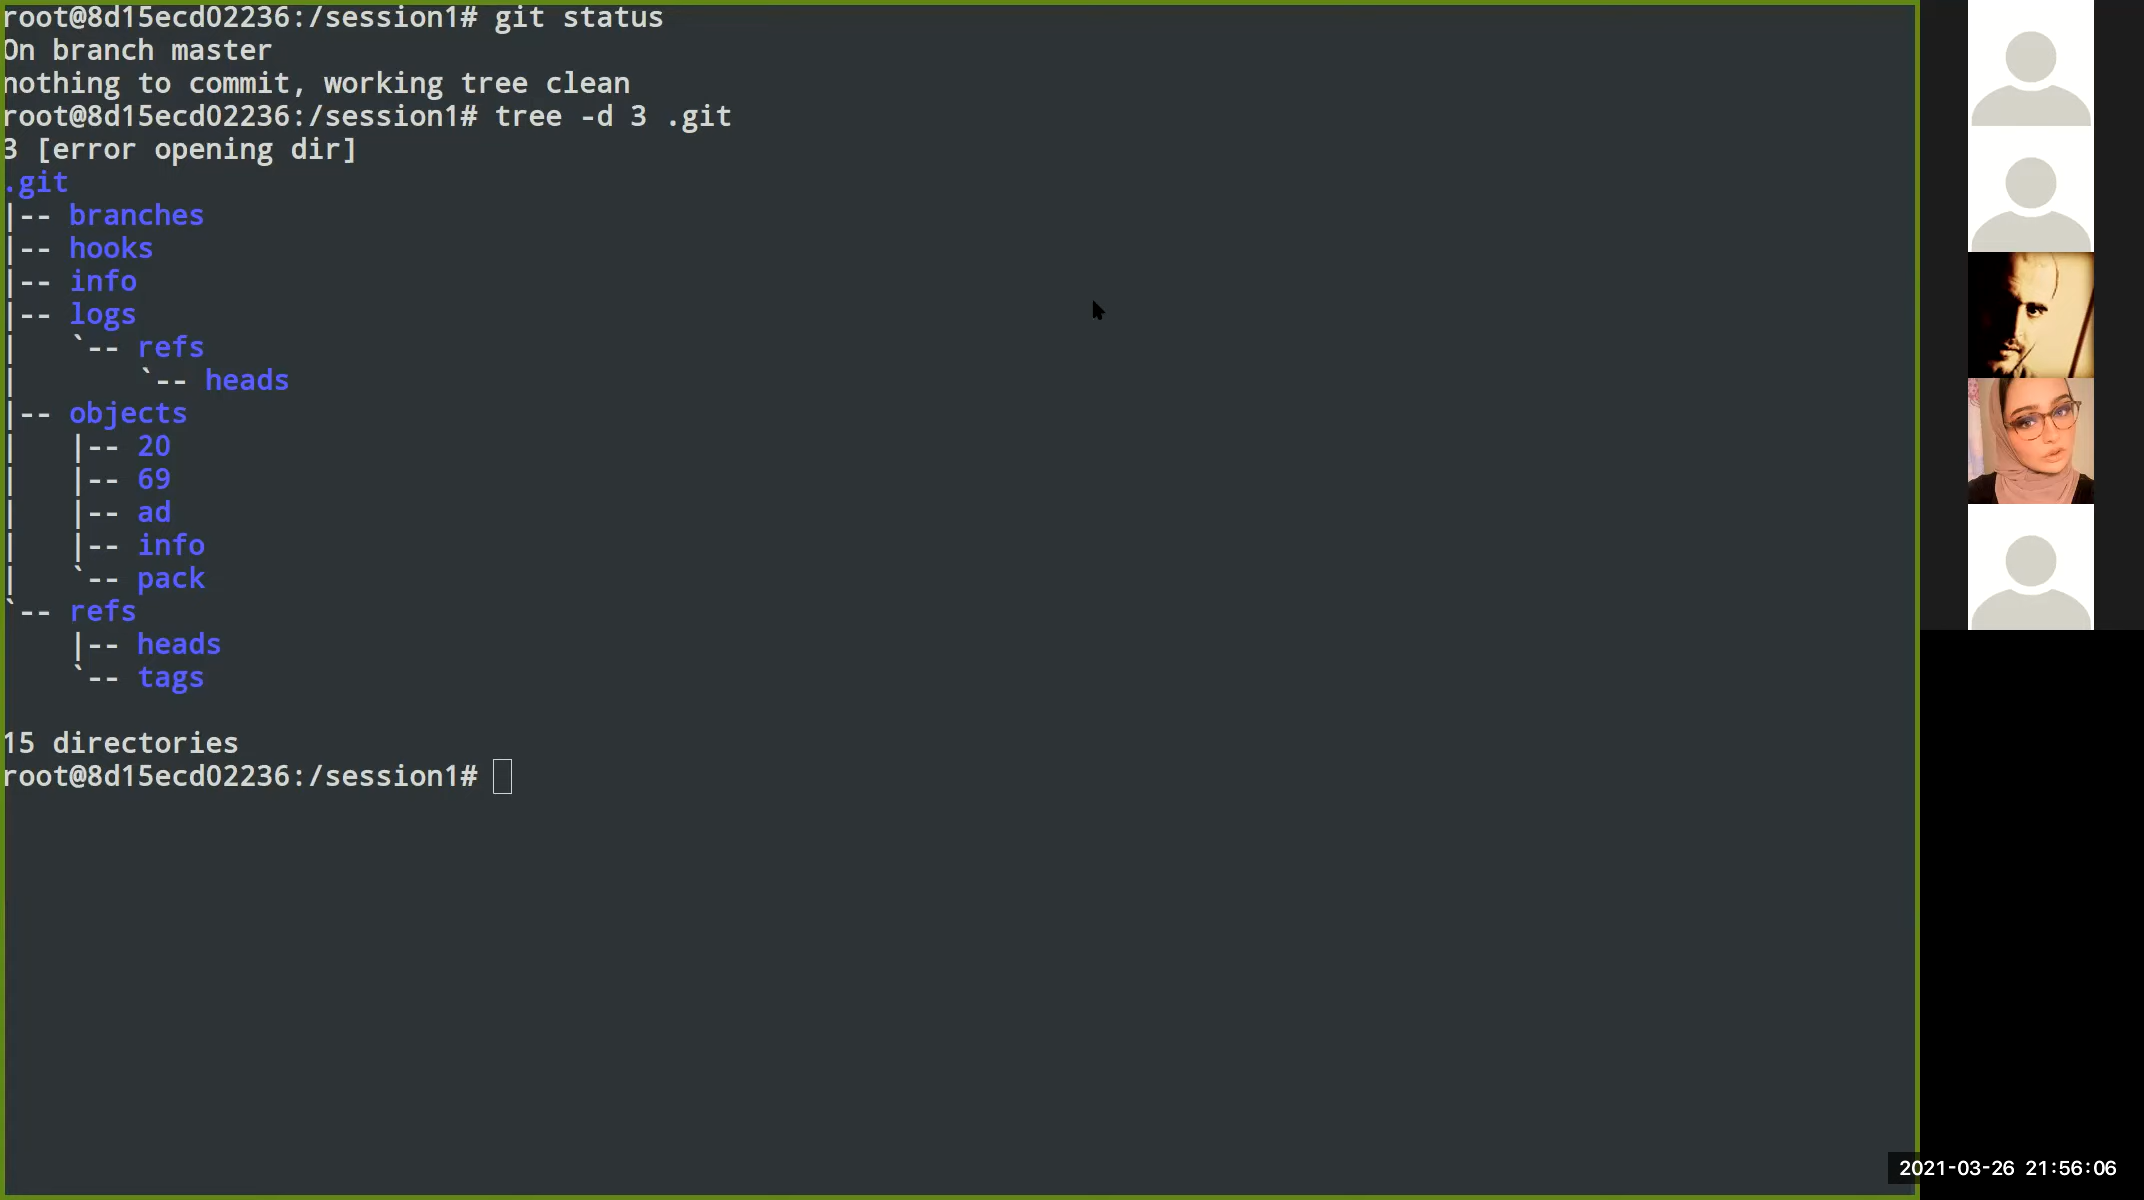 root@8d15ecd02236:/session1# git status
On branch master
nothing to commit, working tree clean
root@8d15ecd02236:/session1# tree -d 3 .git
3 [error opening dir]
.git
|-- branches
|-- hooks
|-- info
|-- logs
|   `-- refs
|       `-- heads
|-- objects
|   |-- 20
|   |-- 69
|   |-- ad
|   |-- info
|   `-- pack
`-- refs
    |-- heads
    `-- tags
15 directories
root@8d15ecd02236:/session1#
2021-03-26 21:56:06